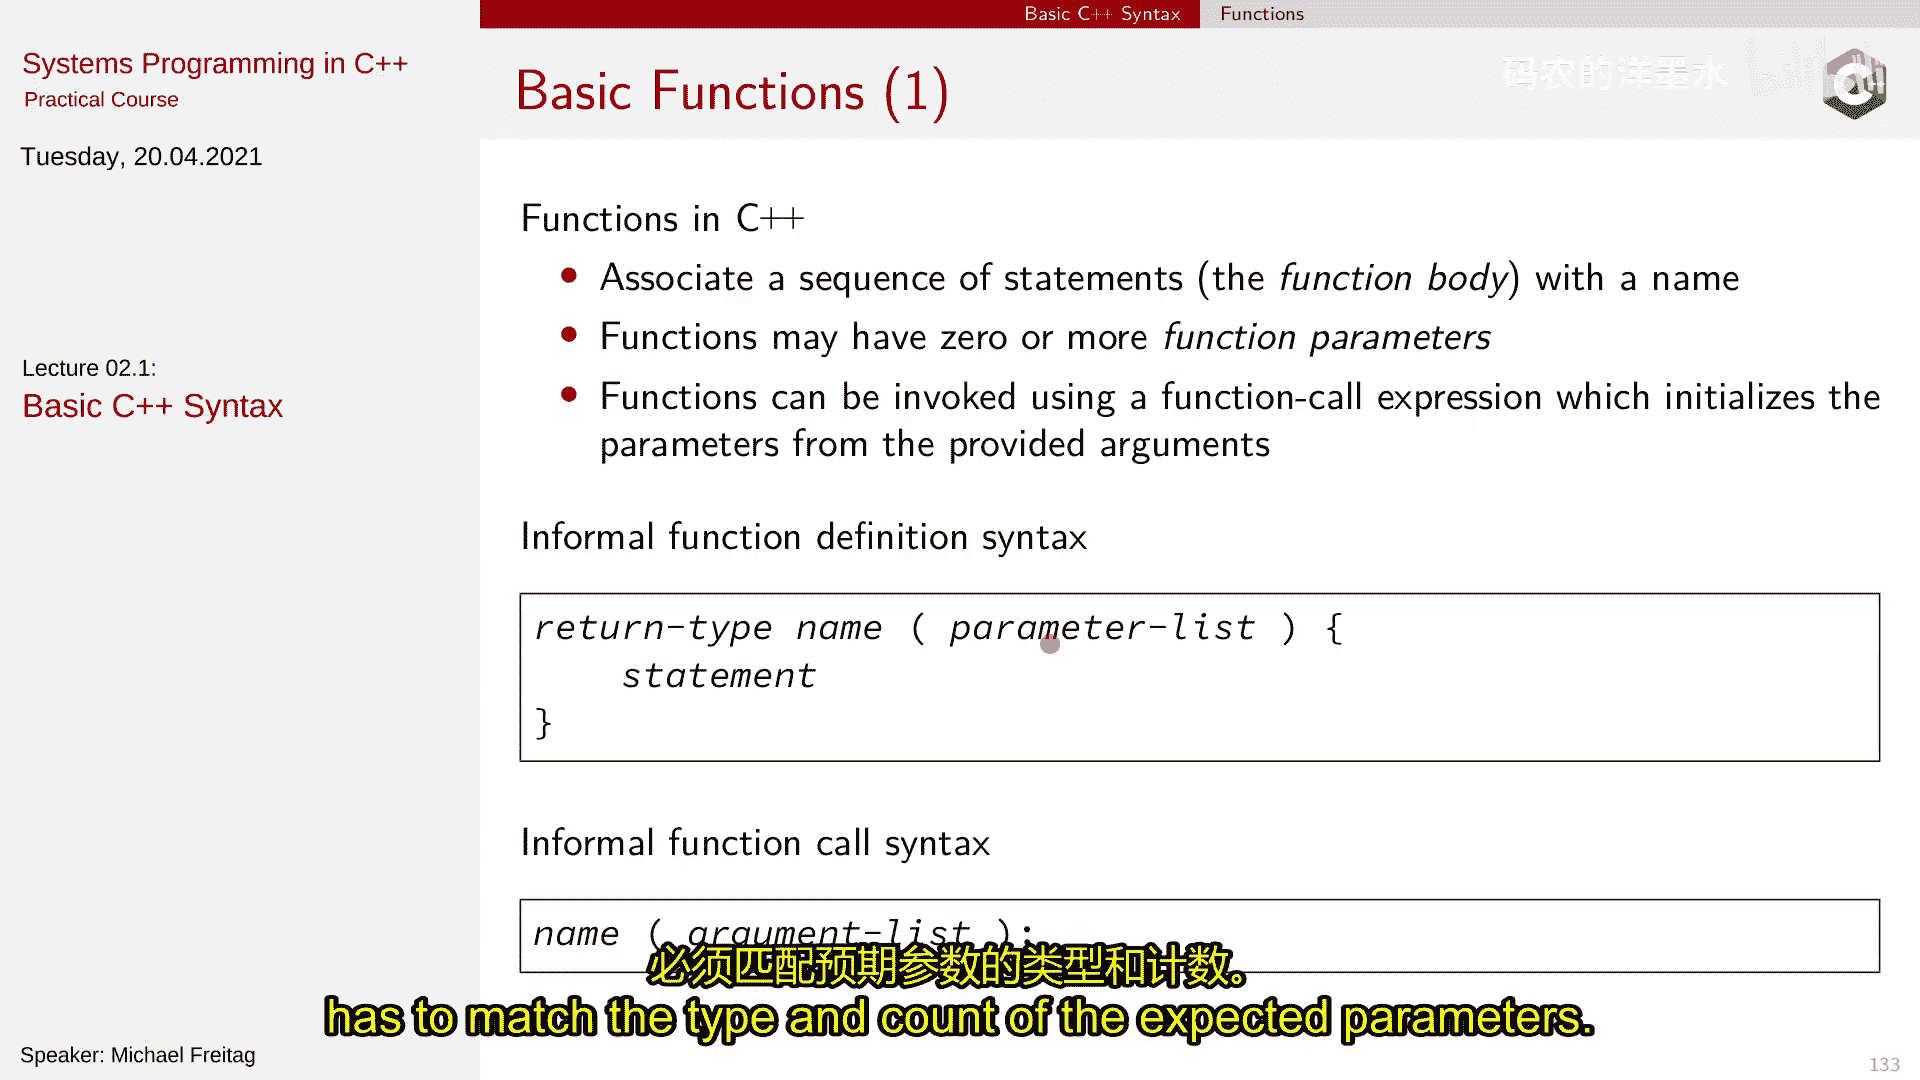 Basic C++ Syntax
Functions
Systems Programming in C++
Practical Course
Tuesday, 20.04.2021
Lecture 02.1:
Basic C++ Syntax
Basic Functions (1)
码农的洋墨水
Functions in C++
Associate a sequence of statements (the function body) with a name
Functions may have zero or more function parameters
Functions can be invoked using a function-call expression which initializes the
parameters from the provided arguments
Informal function definition syntax
return-type name ( parameter-list ) {
statement
}
Informal function call syntax
name ( argument-list );
必须匹配预期参数的类型和计数。
has to match the type and count of the expected parameters.
Speaker: Michael Freitag
133